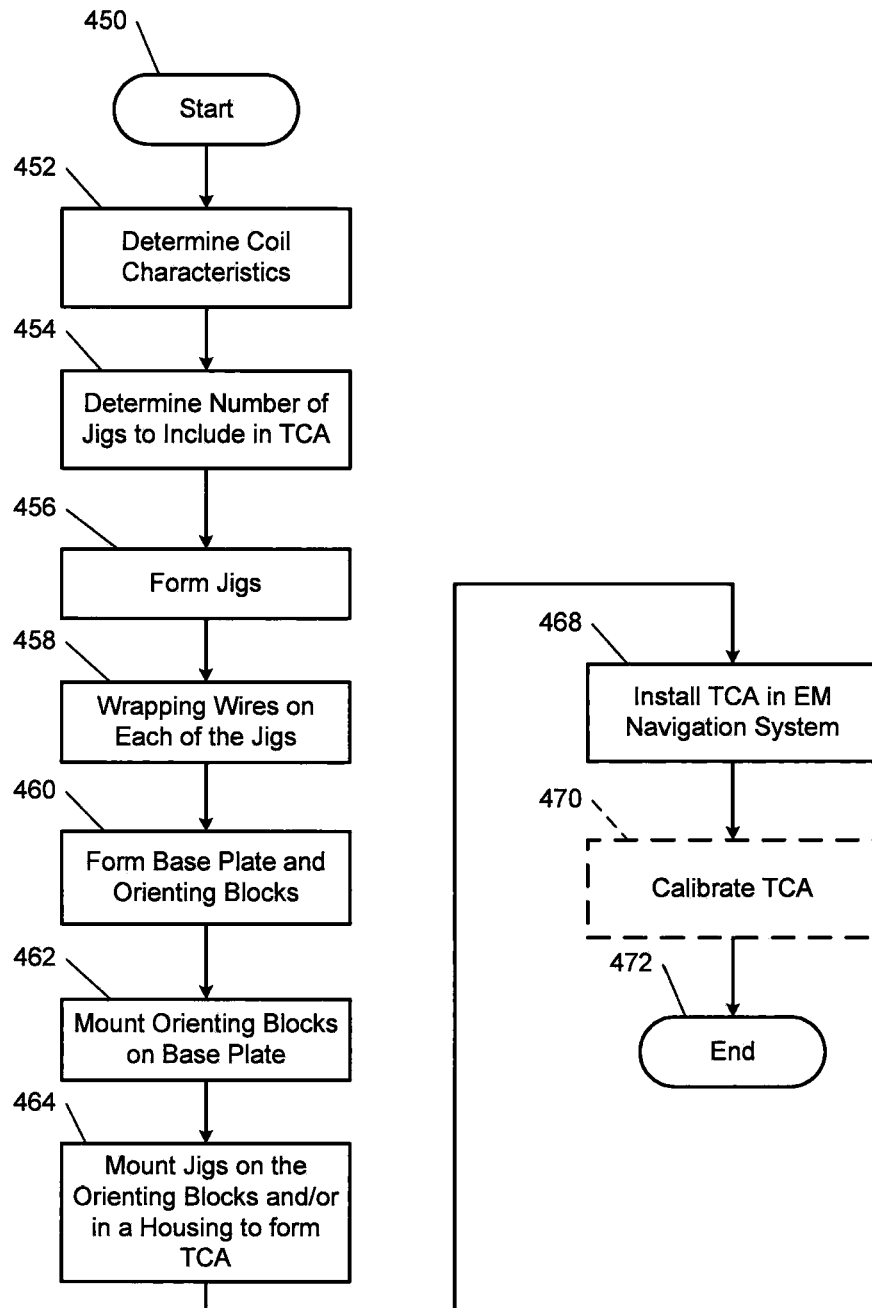 450
Start
452
Determine Coil
Characteristics
454
Determine Number of
Jigs to Include in TCA
456
Form Jigs
458
Wrapping Wires on
Each of the Jigs
460
Form Base Plate and
Orienting Blocks
462
Mount Orienting Blocks
on Base Plate
464
Mount Jigs on the
Orienting Blocks and/or
in a Housing to form
TCA
468
Install TCA in EM
Navigation System
470
Calibrate TCA
472
End